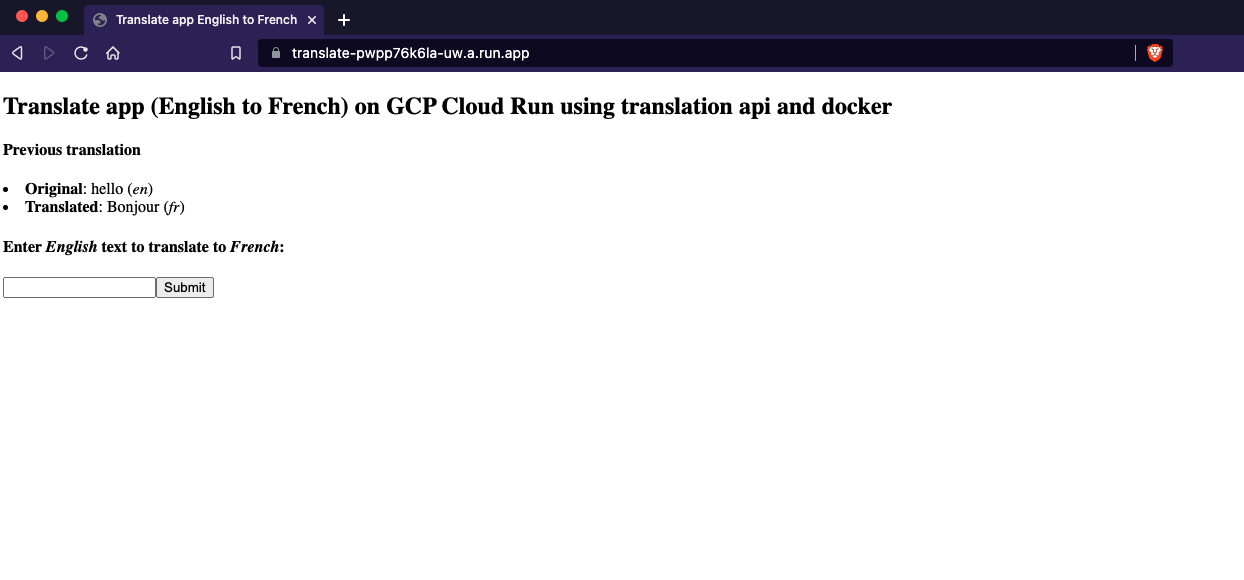 Translate app English to French
translate-pwpp76k6la-uw.a.run.app
Translate app (English to French) on GCP Cloud Run using translation api and docker
Previous translation
Original: hello (en)
Translated: Bonjour (fr)
Enter English text to translate to French:
Submit